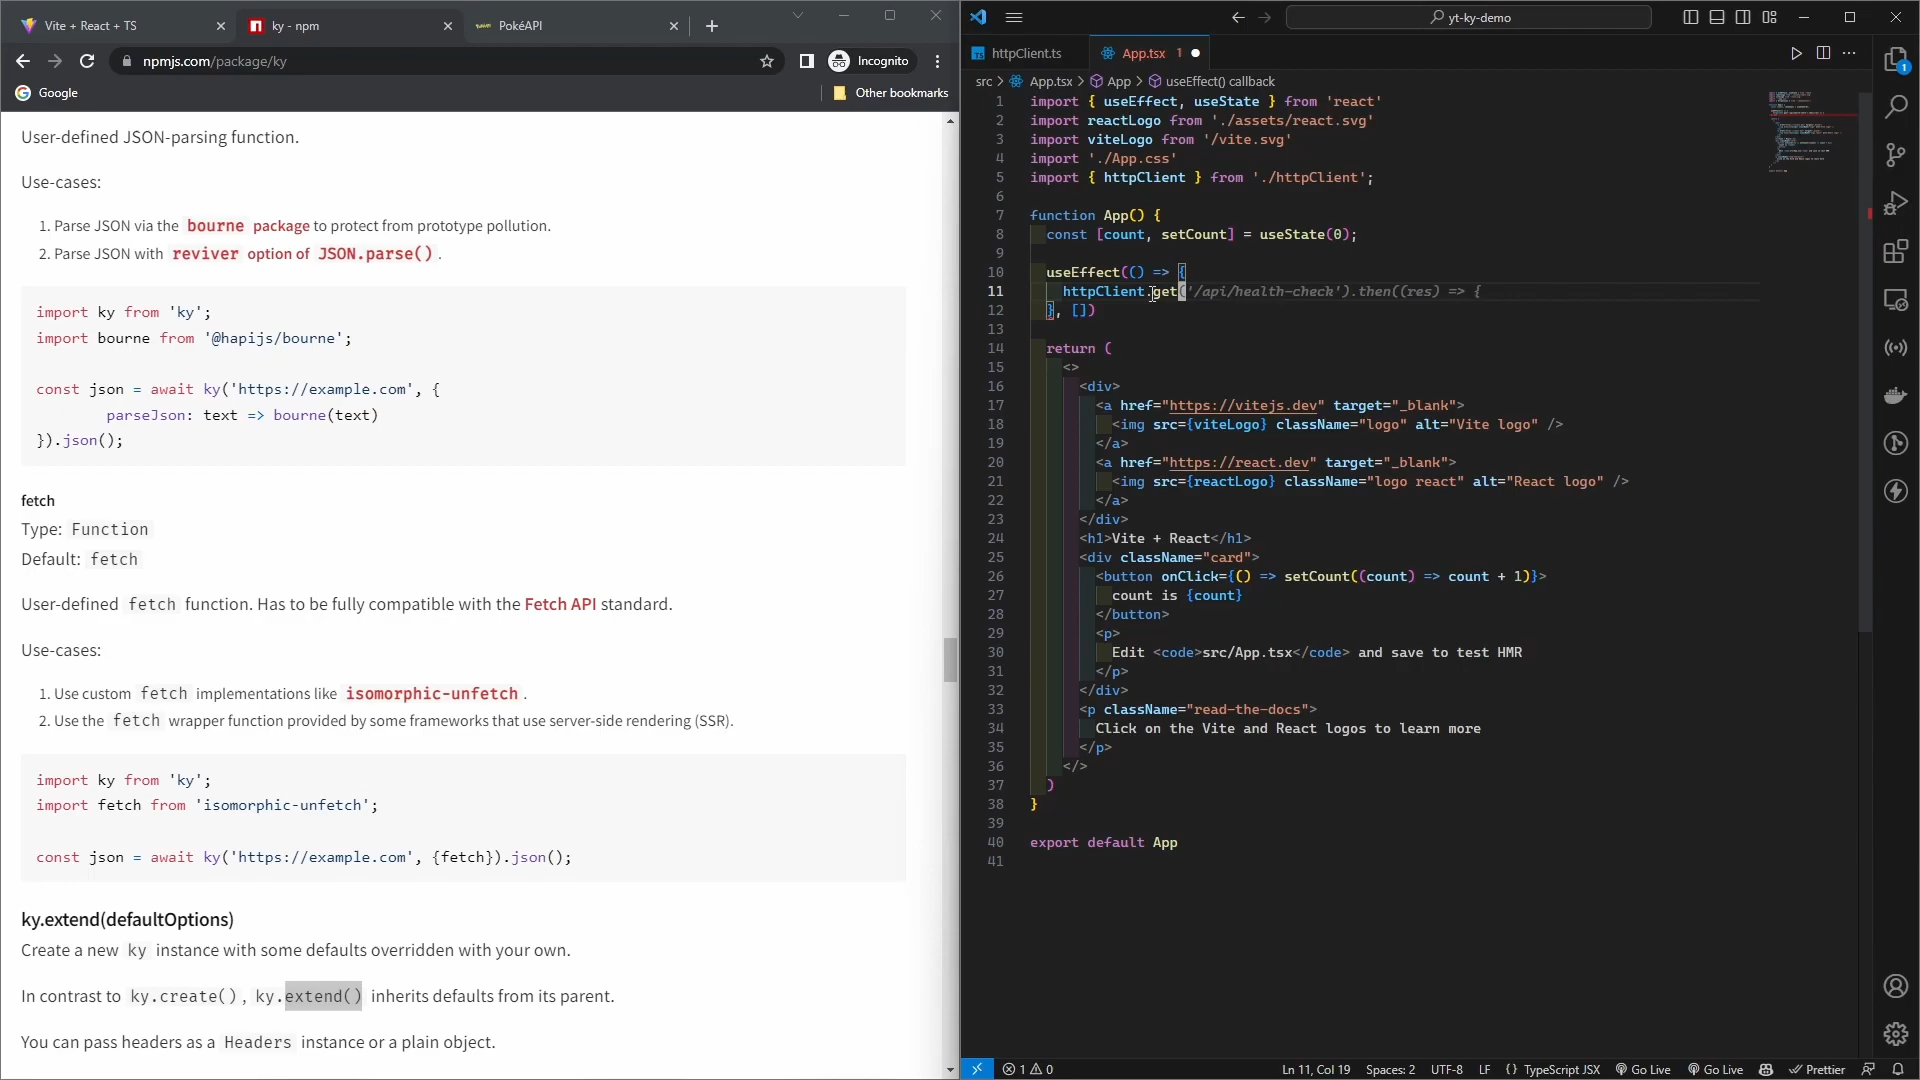 Vite + React + TS
ky - npm
PokéAPI
npmjs.com/package/ky
Incognito
Google
Other bookmarks
User-defined JSON-parsing function.
Use-cases:
1. Parse JSON via the bourne package to protect from prototype pollution.
2. Parse JSON with reviver option of JSON.parse() .
import ky from 'ky';
import bourne from '@hapijs/bourne';
const json = await ky('https://example.com', {
parseJson: text => bourne(text)
}).json();
fetch
Type: Function
Default: fetch
User-defined fetch function. Has to be fully compatible with the Fetch API standard.
Use-cases:
1. Use custom fetch implementations like isomorphic-unfetch .
2. Use the fetch wrapper function provided by some frameworks that use server-side rendering (SSR).
import ky from 'ky';
import fetch from 'isomorphic-unfetch';
const json = await ky('https://example.com', {fetch}).json();
ky.extend(defaultOptions)
Create a new ky instance with some defaults overridden with your own.
In contrast to ky.create() , ky.extend() inherits defaults from its parent.
You can pass headers as a Headers instance or a plain object.
yt-ky-demo
httpClient.ts
App.tsx 1
src > App.tsx > App > useEffect() callback
1 import { useEffect, useState } from 'react'
2 import reactLogo from './assets/react.svg'
3 import viteLogo from '/vite.svg'
4 import './App.css'
5 import { httpClient } from './httpClient';
6
7 function App() {
8 const [count, setCount] = useState(0);
9
10 useEffect(() => {
11 httpClient.get('/api/health-check').then((res) => {
12 }, [])
13
14 return (
15 <>
16 <div>
17 <a href="https://vitejs.dev" target="_blank">
18 <img src={viteLogo} className="logo" alt="Vite logo" />
19 </a>
20 <a href="https://react.dev" target="_blank">
21 <img src={reactLogo} className="logo react" alt="React logo" />
22 </a>
23 </div>
24 <h1>Vite + React</h1>
25 <div className="card">
26 <button onClick={() => setCount((count) => count + 1)}>
27 count is {count}
28 </button>
29 <p>
30 Edit <code>src/App.tsx</code> and save to test HMR
31 </p>
32 </div>
33 <p className="read-the-docs">
34 Click on the Vite and React logos to learn more
35 </p>
36 </>
37 )
38 }
39
40 export default App
41
1
1 0
Ln 11, Col 19
Spaces: 2
UTF-8
LF
{ } TypeScript JSX
Go Live
Go Live
Prettier